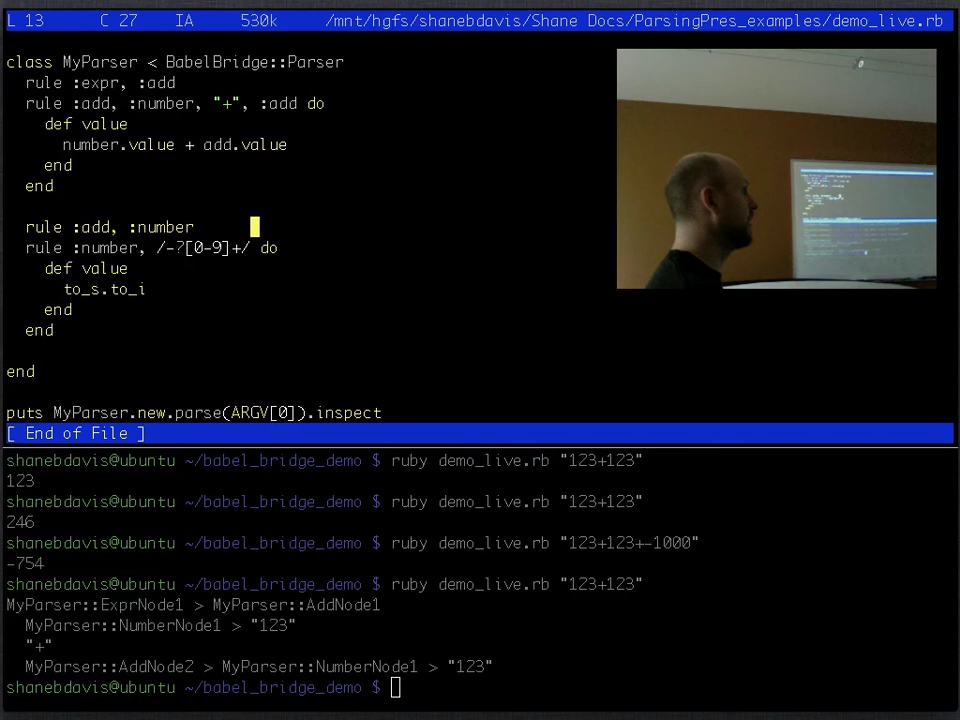 L 13 C 27 IA 530k /mnt/hgfs/shanebdavis/Shane Docs/ParsingPres_examples/demo_live.rb
class MyParser < BabelBridge::Parser
rule :expr, :add
rule :add, :number, "+", :add do
def value
number.value + add.value
end
end
rule :add, :number
rule :number, /-?[0-9]+/ do
def value
to_s.to_i
end
end
end
puts MyParser.new.parse(ARGV[0]).inspect
[ End of File ]
shanebdavis@ubuntu ~/babel_bridge_demo $ ruby demo_live.rb "123+123"
123
shanebdavis@ubuntu ~/babel_bridge_demo $ ruby demo_live.rb "123+123"
246
shanebdavis@ubuntu ~/babel_bridge_demo $ ruby demo_live.rb "123+123+-1000"
-754
shanebdavis@ubuntu ~/babel_bridge_demo $ ruby demo_live.rb "123+123"
MyParser::ExprNode1 > MyParser::AddNode1
MyParser::NumberNode1 > "123"
"+"
MyParser::AddNode2 > MyParser::NumberNode1 > "123"
shanebdavis@ubuntu ~/babel_bridge_demo $